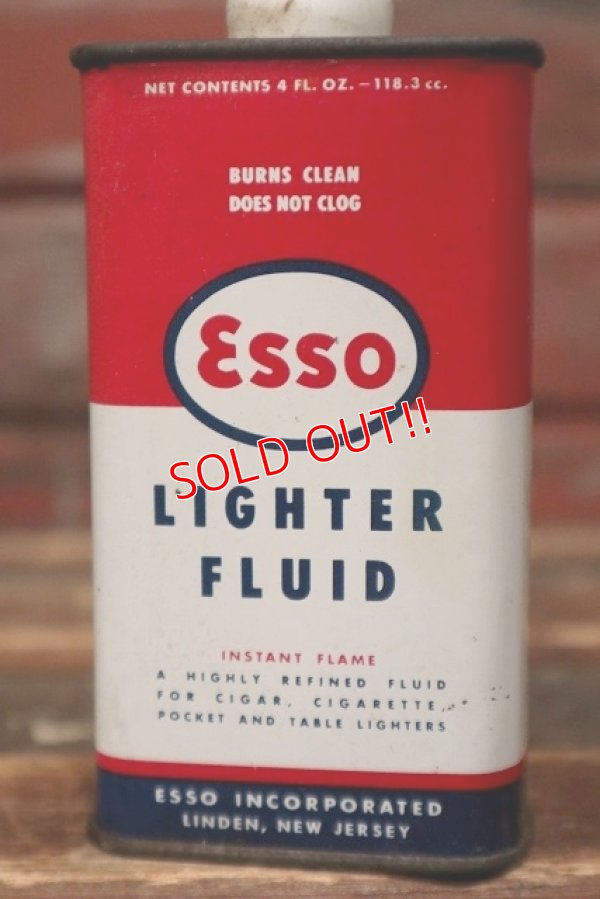 NET CONTENTS 4 FL. OZ. – 118.3 cc.
BURNS CLEAN
DOES NOT CLOG
Esso
SOLD OUT!!
LIGHTER
FLUID
INSTANT FLAME
A HIGHLY REFINED FLUID
FOR CIGAR, CIGARETTE,
POCKET AND TABLE LIGHTERS
ESSO INCORPORATED
LINDEN, NEW JERSEY